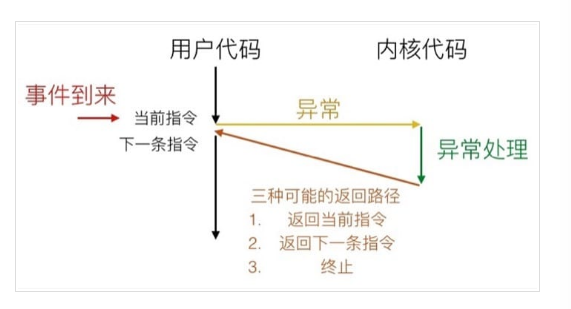 用户代码
内核代码
事件到来
当前指令
异常
下一条指令
异常处理
三种可能的返回路径
1. 返回当前指令
2. 返回下一条指令
3. 终止